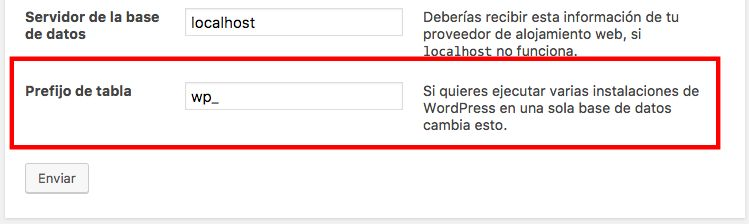 Servidor de la base
de datos
localhost
Deberías recibir esta información de tu
proveedor de alojamiento web, si
localhost no funciona.
Prefijo de tabla
wp_
Si quieres ejecutar varias instalaciones de
WordPress en una sola base de datos
cambia esto.
Enviar